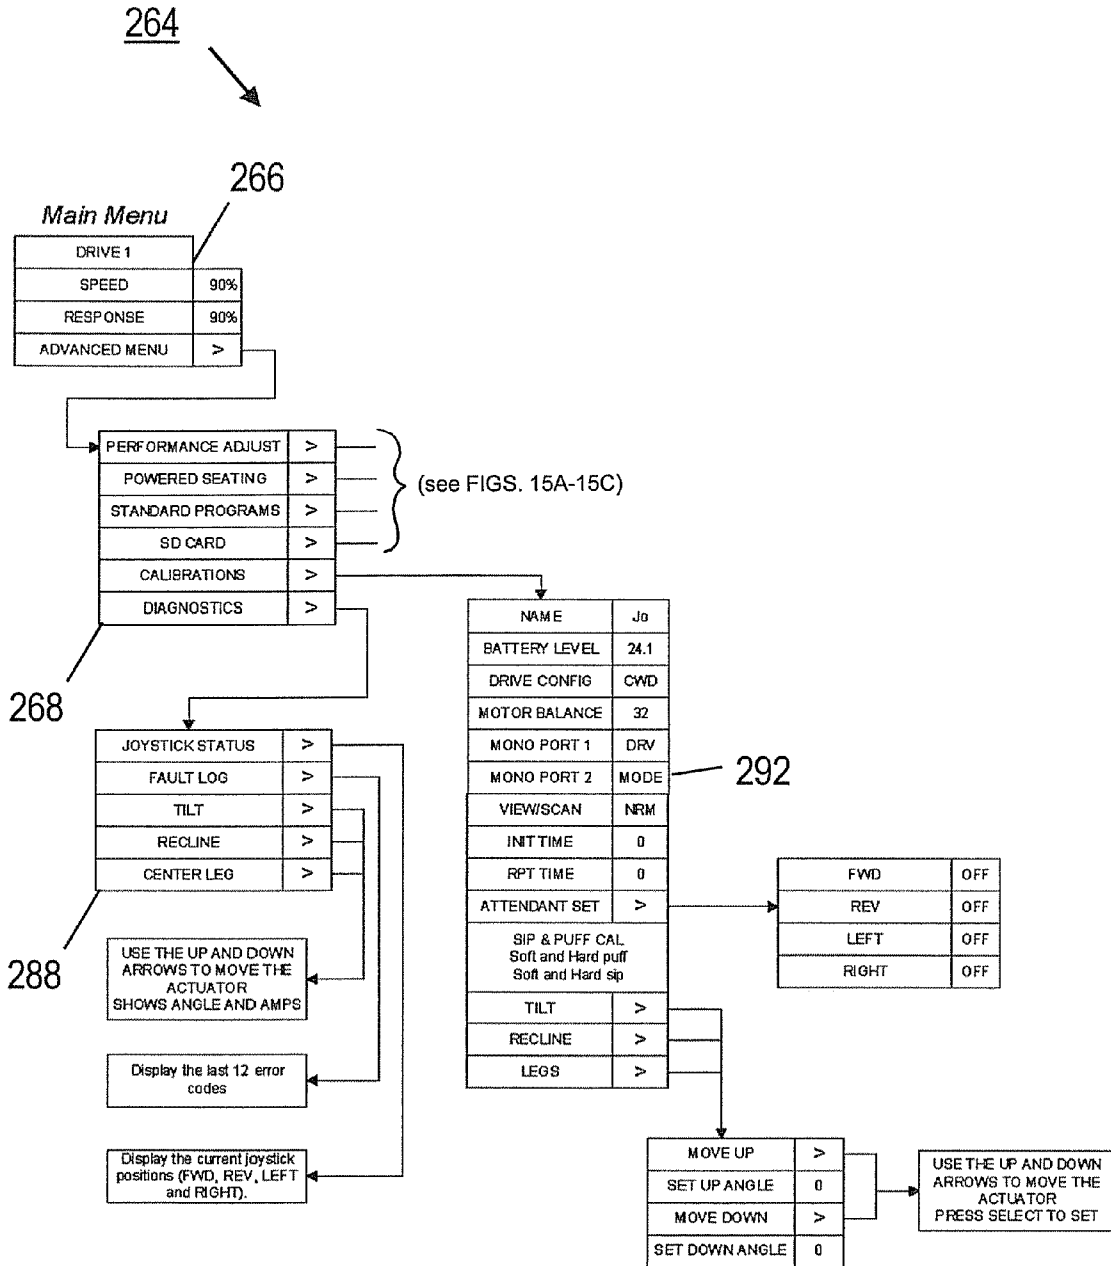 264
266
Main Menu
DRIVE 1
SPEED 90%
RESPONSE 90%
ADVANCED MENU >
PERFORMANCE ADJUST >
POWERED SEATING >
STANDARD PROGRAMS >
SD CARD >
CALIBRATIONS >
DIAGNOSTICS >
(see FIGS. 15A-15C)
268
NAME Jo
BATTERY LEVEL 24.1
DRIVE CONFIG CWD
MOTOR BALANCE 32
MONO PORT 1 DRV
MONO PORT 2 MODE
VIEW/SCAN NRM
INIT TIME 0
RPT TIME 0
ATTENDANT SET >
SIP & PUFF CAL
Soft and Hard puff
Soft and Hard sip
TILT >
RECLINE >
LEGS >
292
JOYSTICK STATUS >
FAULT LOG >
TILT >
RECLINE >
CENTER LEG >
288
FWD OFF
REV OFF
LEFT OFF
RIGHT OFF
USE THE UP AND DOWN
ARROWS TO MOVE THE
ACTUATOR
SHOWS ANGLE AND AMPS
Display the last 12 error
codes
Display the current joystick
positions (FWD, REV, LEFT
and RIGHT).
MOVE UP >
SET UP ANGLE 0
MOVE DOWN >
SET DOWN ANGLE 0
USE THE UP AND DOWN
ARROWS TO MOVE THE
ACTUATOR
PRESS SELECT TO SET